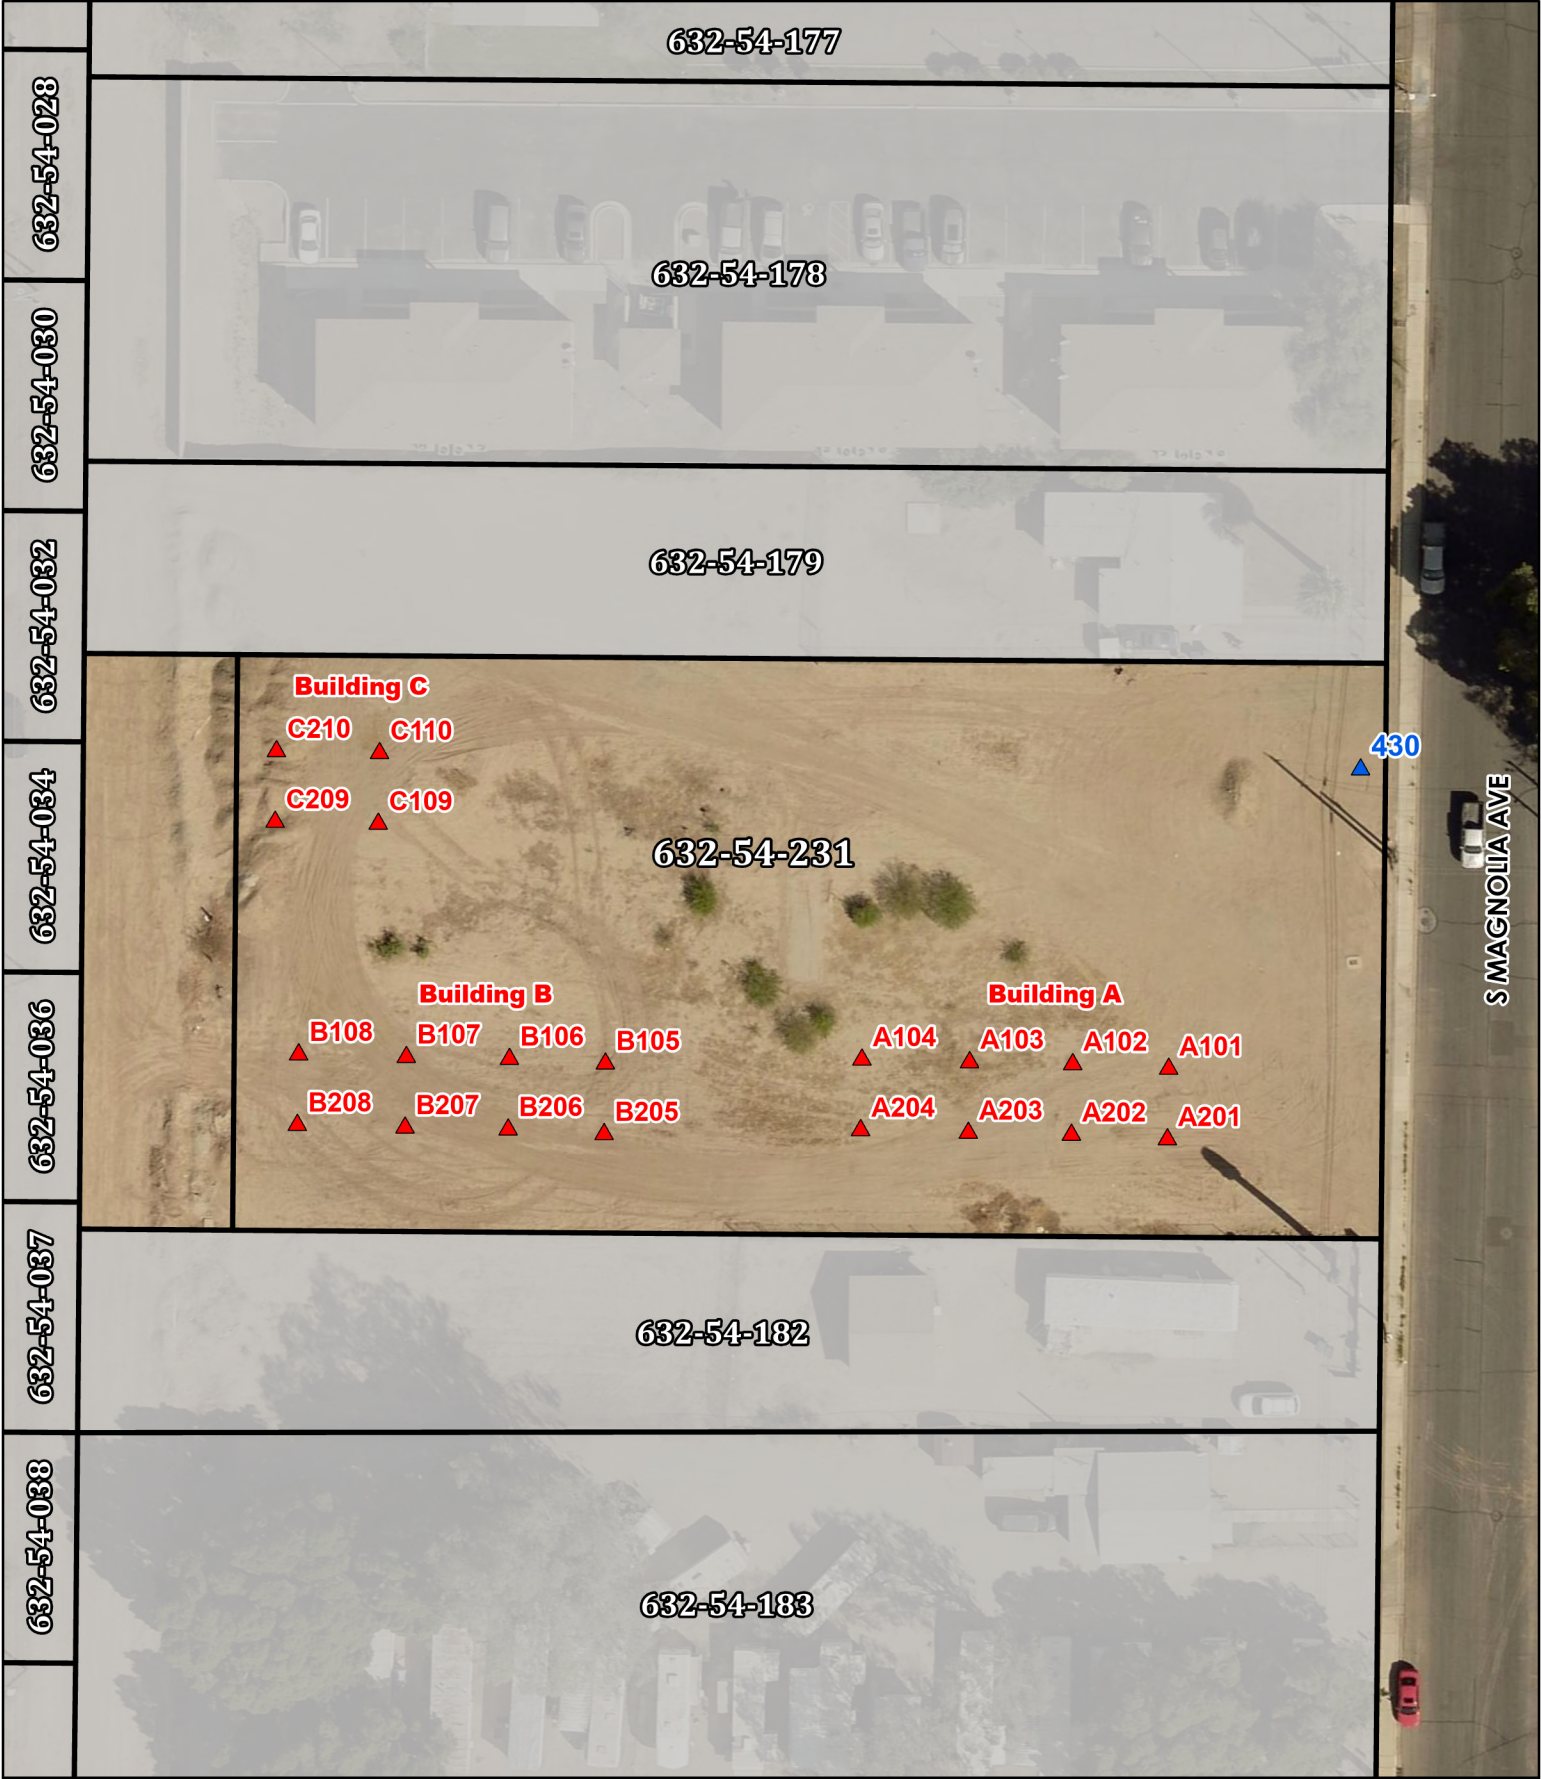 632-54-177
632-54-028
632-54-178
632-54-030
632-54-179
632-54-032
Building C
C210
C110
430
C209
C109
632-54-034
632-54-231
S MAGNOLIA AVE
Building B
Building A
B108
B107
B106
B105
A104
A103
A102
A101
632-54-036
B208
B207
B206
B205
A204
A203
A202
A201
632-54-037
632-54-182
632-54-038
632-54-183